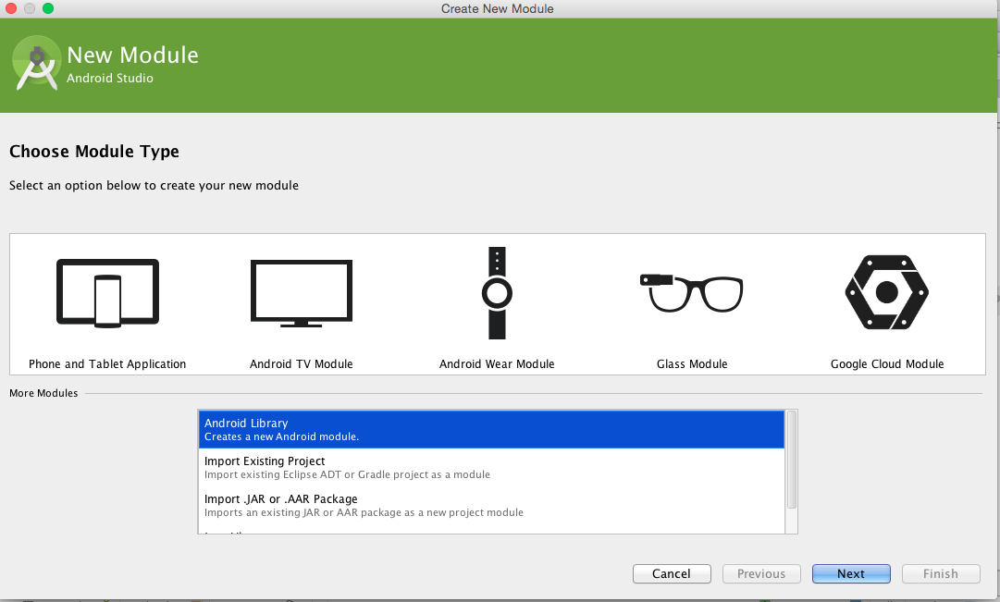 Create New Module
New Module
Android Studio
Choose Module Type
Select an option below to create your new module
Phone and Tablet Application
Android TV Module
Android Wear Module
Glass Module
Google Cloud Module
More Modules
Android Library
Creates a new Android module.
Import Existing Project
Import existing Eclipse ADT or Gradle project as a module
Import .JAR or .AAR Package
Imports an existing JAR or AAR package as a new project module
Cancel
Previous
Next
Finish